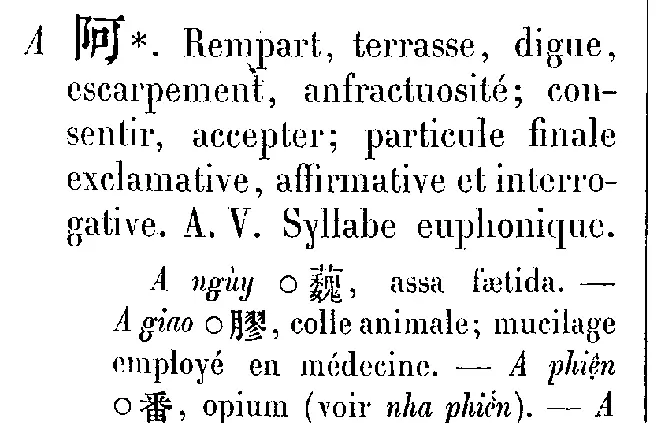 A 阿*. Rempart, terrasse, digue,
escarpement, anfractuosité; con-
sentir, accepter; particule finale
exclamative, affirmative et interro-
gative. A. V. Syllabe euphonique.
A ngùy ○魏, assa fætida. —
A giao ○膠, colle animale; mucilage
employé en médecine. — A phiện
○番, opium (voir nha phiến). — A